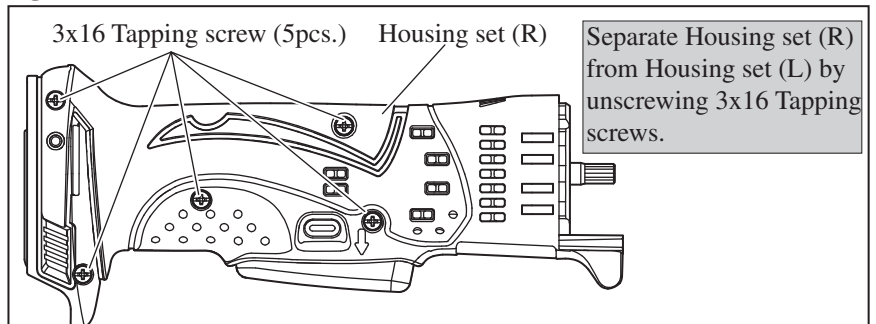 3x16 Tapping screw (5pcs.)
Housing set (R)
Separate Housing set (R)
from Housing set (L) by
unscrewing 3x16 Tapping
screws.